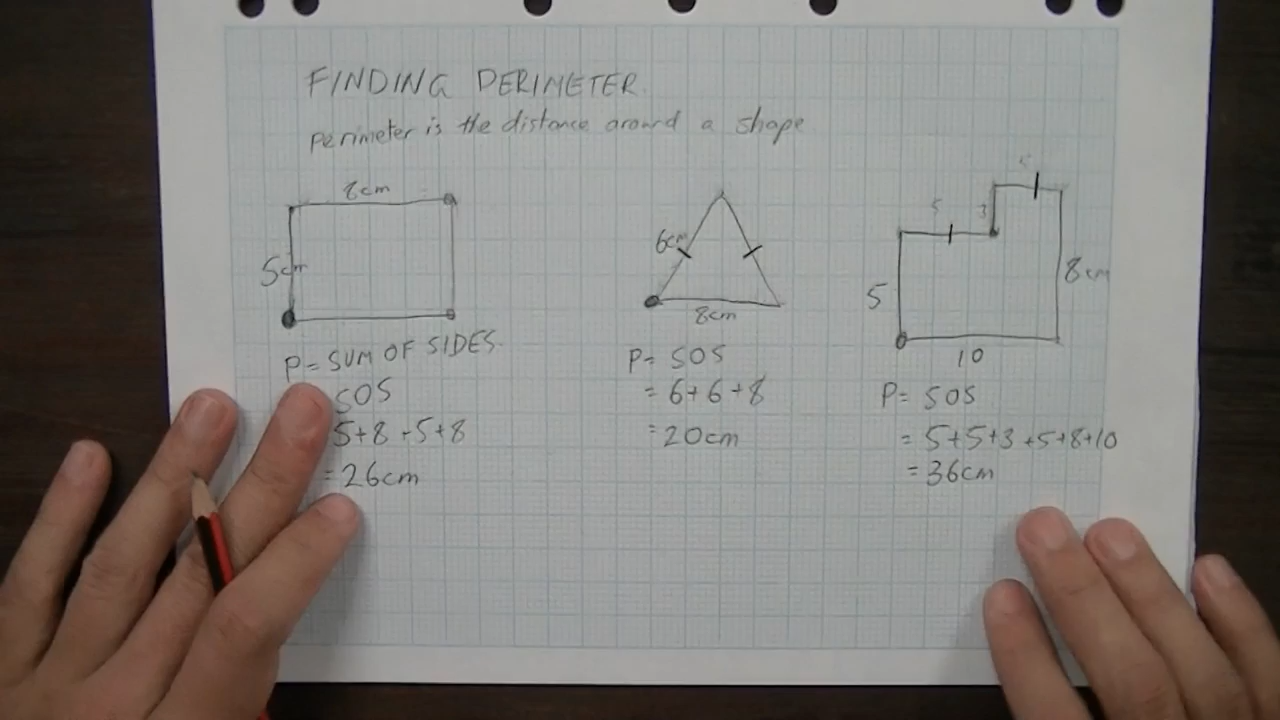 FINDING PERIMETER.
Perimeter is the distance around a shape
8cm
5cm
P= SUM OF SIDES.
SOS
5+8+5+8
=26cm
6cm
8cm
P= SOS
= 6+6+8
=20cm
5
5
3
5
8cm
10
P= SOS
= 5+5+3+5+8+10
= 36cm